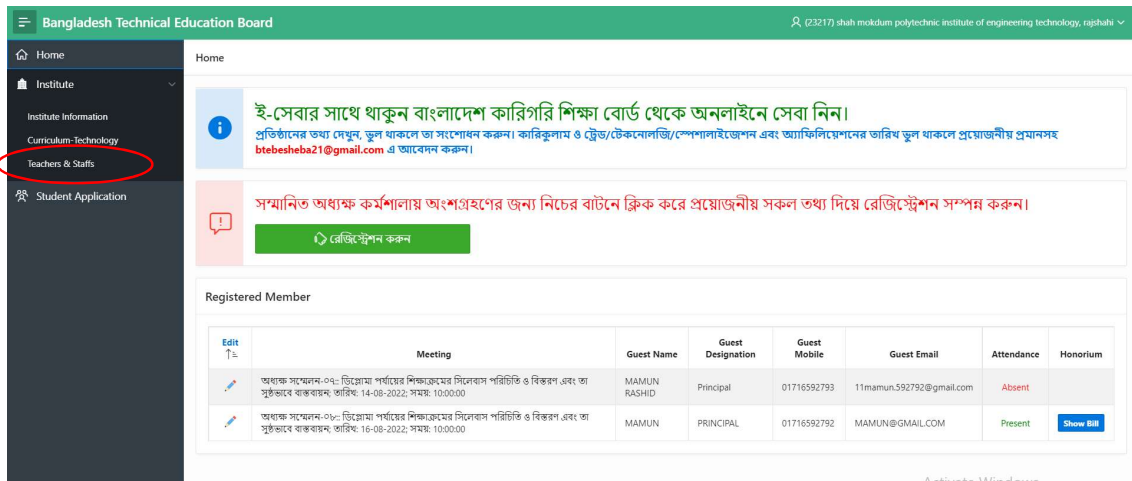 Bangladesh Technical Education Board
(23217) shah mokdum polytechnic institute of engineering technology, rajshahi
Home
Institute
Institute Information
Curriculum-Technology
Teachers & Staffs
Student Application
Home
ই-সেবার সাথে থাকুন বাংলাদেশ কারিগরি শিক্ষা বোর্ড থেকে অনলাইনে সেবা নিন।
প্রতিষ্ঠানের তথ্য দেখুন, ভুল থাকলে তা সংশোধন করুন। কারিকুলাম ও ট্রেড/টেকনোলজি/স্পেশালাইজেশন এবং অ্যাফিলিয়েশনের তারিখ ভুল থাকলে প্রয়োজনীয় প্রমানসহ
btebesheba21@gmail.com এ আবেদন করুন।
সম্মানিত অধ্যক্ষ কর্মশালায় অংশগ্রহণের জন্য নিচের বাটনে ক্লিক করে প্রয়োজনীয় সকল তথ্য দিয়ে রেজিস্ট্রেশন সম্পন্ন করুন।
রেজিস্ট্রেশন করুন
Registered Member
Edit Meeting Guest Name Guest Designation Guest Mobile Guest Email Attendance Honorium
অধ্যক্ষ সম্মেলন-০৭:: ডিপ্লোমা পর্যায়ের শিক্ষাক্রমের সিলেবাস পরিচিতি ও বিস্তরণ এবং তা
সুষ্ঠভাবে বাস্তবায়ন; তারিখ: 14-08-2022; সময়: 10:00:00
MAMUN
RASHID
Principal 01716592793 11mamun.592792@gmail.com Absent
অধ্যক্ষ সম্মেলন-০৮:: ডিপ্লোমা পর্যায়ের শিক্ষাক্রমের সিলেবাস পরিচিতি ও বিস্তরণ এবং তা
সুষ্ঠভাবে বাস্তবায়ন; তারিখ: 16-08-2022; সময়: 10:00:00
MAMUN PRINCIPAL 01716592792 MAMUN@GMAIL.COM Present Show Bill
Activate Windows